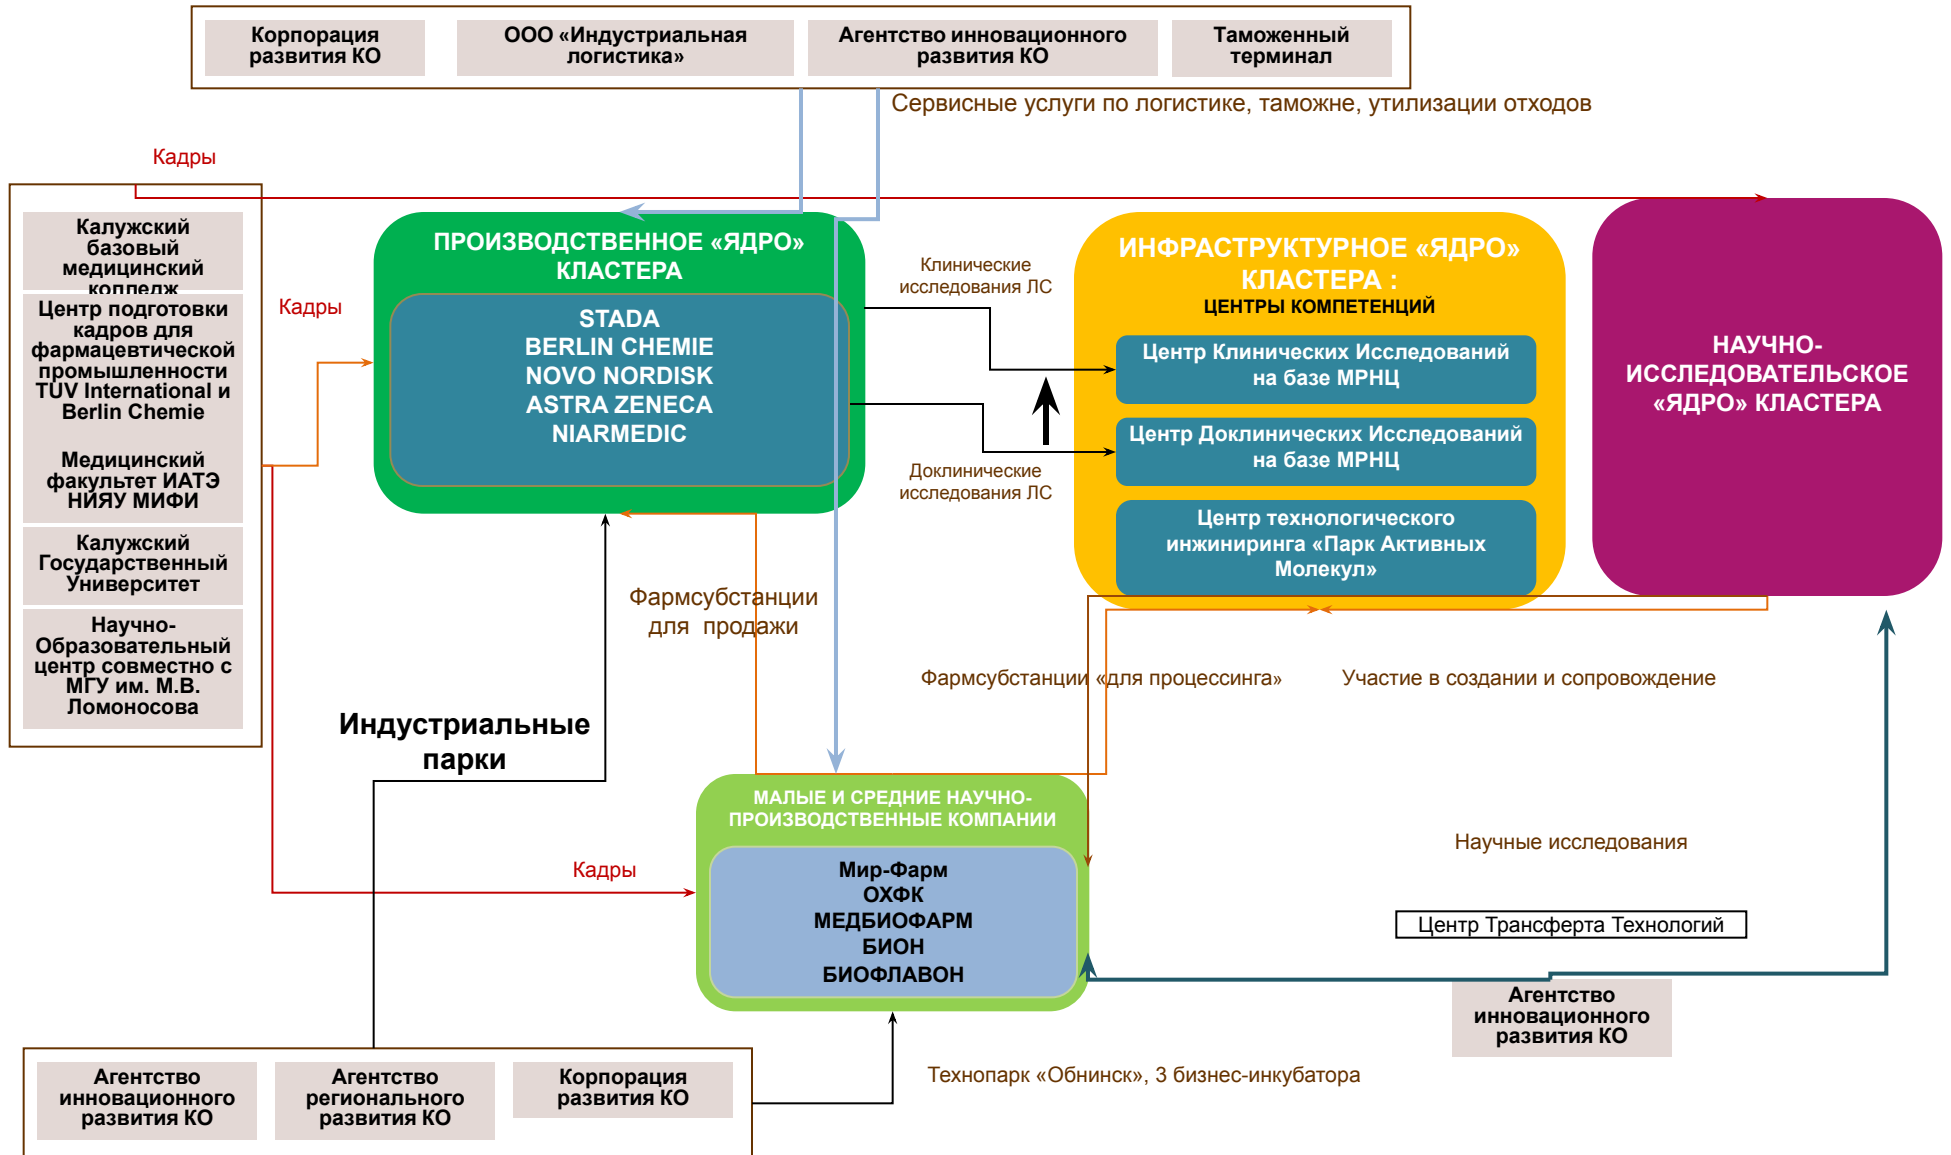 Корпорация
развития КО
ООО «Индустриальная
логистика»
Агентство инновационного
развития КО
Таможенный
терминал
Сервисные услуги по логистике, таможне, утилизации отходов
Кадры
Калужский
базовый
медицинский
колледж
Центр подготовки
кадров для
фармацевтической
промышленности
TUV International и
Berlin Chemie
Медицинский
факультет ИАТЭ
НИЯУ МИФИ
Калужский
Государственный
Университет
Научно-
Образовательный
центр совместно с
МГУ им. М.В.
Ломоносова
Кадры
ПРОИЗВОДСТВЕННОЕ «ЯДРО»
КЛАСТЕРА
STADA
BERLIN CHEMIE
NOVO NORDISK
ASTRA ZENECA
NIARMEDIC
Клинические
исследования ЛС
Доклинические
исследования ЛС
ИНФРАСТРУКТУРНОЕ «ЯДРО»
КЛАСТЕРА :
ЦЕНТРЫ КОМПЕТЕНЦИЙ
Центр Клинических Исследований
на базе МРНЦ
Центр Доклинических Исследований
на базе МРНЦ
Центр технологического
инжиниринга «Парк Активных
Молекул»
НАУЧНО-
ИССЛЕДОВАТЕЛЬСКОЕ
«ЯДРО» КЛАСТЕРА
Фармсубстанции
для продажи
Фармсубстанции «для процессинга»
Участие в создании и сопровождение
Индустриальные
парки
МАЛЫЕ И СРЕДНИЕ НАУЧНО-
ПРОИЗВОДСТВЕННЫЕ КОМПАНИИ
Мир-Фарм
ОХФК
МЕДБИОФАРМ
БИОН
БИОФЛАВОН
Кадры
Научные исследования
Центр Трансферта Технологий
Агентство
инновационного
развития КО
Агентство
инновационного
развития КО
Агентство
регионального
развития КО
Корпорация
развития КО
Технопарк «Обнинск», 3 бизнес-инкубатора